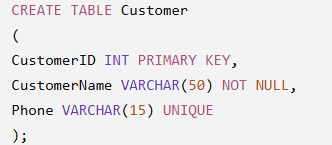 CREATE TABLE Customer
(
CustomerID INT PRIMARY KEY,
CustomerName VARCHAR(50) NOT NULL,
Phone VARCHAR(15) UNIQUE
);